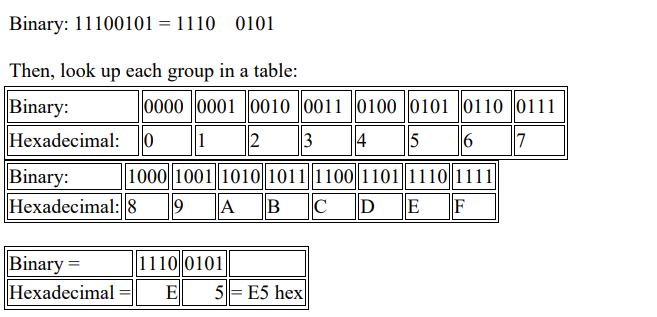 Binary: 11100101 = 1110 0101
Then, look up each group in a table:
Binary: 0000 0001 0010 0011 0100 0101 0110 0111
Hexadecimal: 0 1 2 3 4 5 6 7
Binary: 1000 1001 1010 1011 1100 1101 1110 1111
Hexadecimal: 8 9 A B C D E F
Binary = 1110 0101
Hexadecimal = E 5 = E5 hex